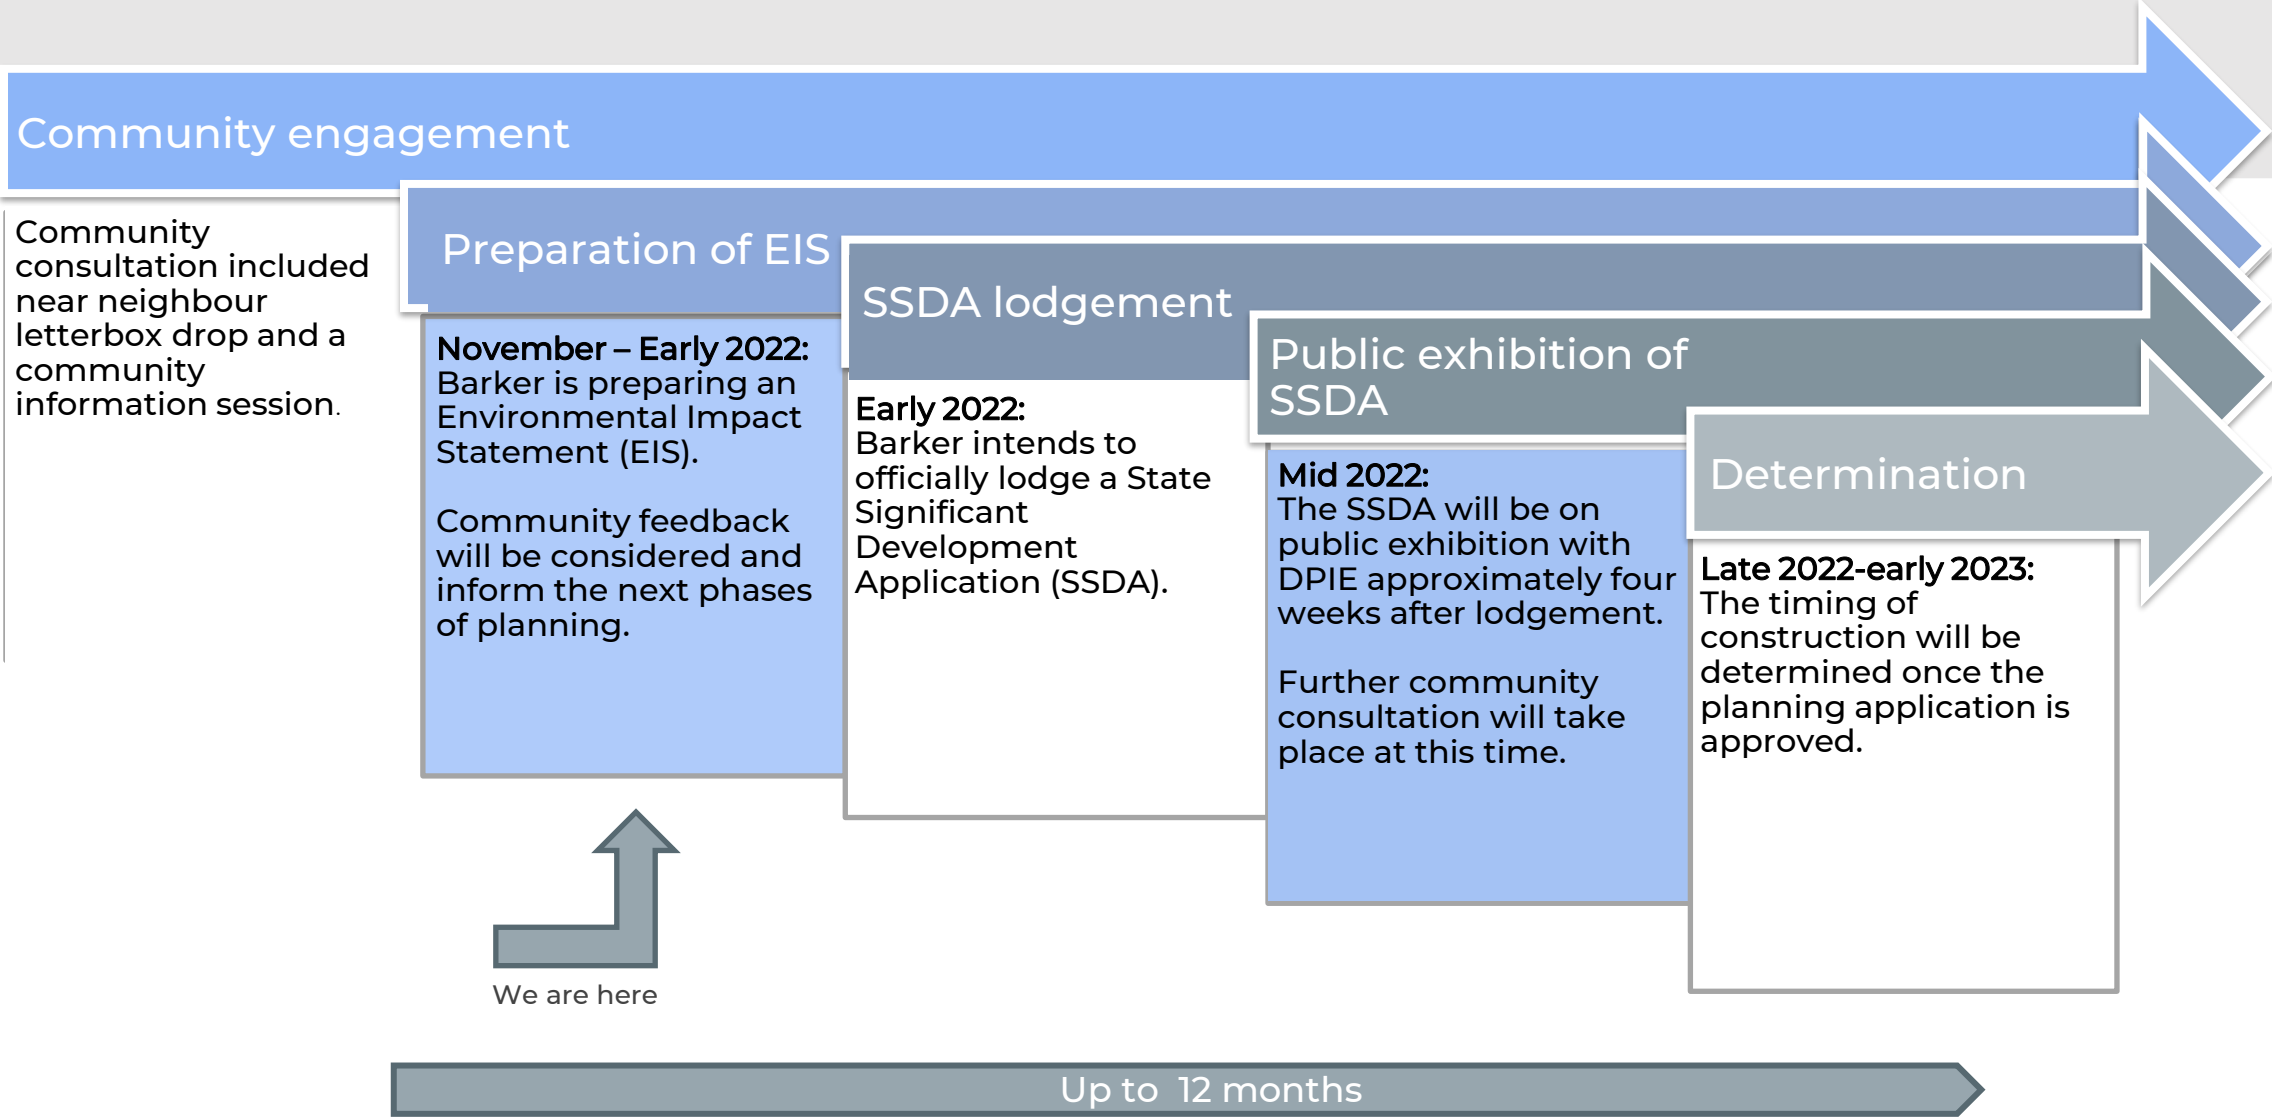 Community engagement
Community
consultation included
near neighbour
letterbox drop and a
community
information session.
Preparation of EIS
November – Early 2022:
Barker is preparing an
Environmental Impact
Statement (EIS).
Community feedback
will be considered and
inform the next phases
of planning.
SSDA lodgement
Early 2022:
Barker intends to
officially lodge a State
Significant
Development
Application (SSDA).
Public exhibition of
SSDA
Mid 2022:
The SSDA will be on
public exhibition with
DPIE approximately four
weeks after lodgement.
Further community
consultation will take
place at this time.
Determination
Late 2022-early 2023:
The timing of
construction will be
determined once the
planning application is
approved.
We are here
Up to 12 months